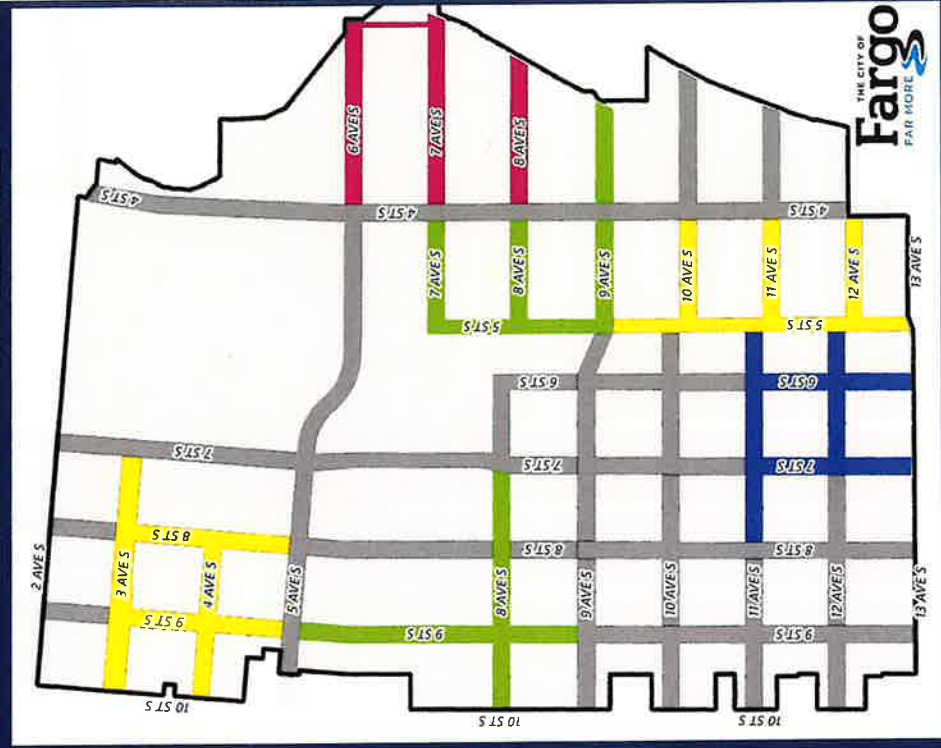 THE CITY OF
Fargo
FAR MORE
6 AVE S
7 AVE S
8 AVE S
4 ST S
4 ST S
4 ST S
7 AVE S
8 AVE S
9 AVE S
10 AVE S
11 AVE S
12 AVE S
13 AVE S
5 ST S
5 ST S
6 ST S
6 ST S
7 ST S
7 ST S
7 ST S
8 ST S
8 ST S
8 ST S
2 AVE S
3 AVE S
4 AVE S
5 AVE S
8 AVE S
9 AVE S
10 AVE S
11 AVE S
12 AVE S
13 AVE S
9 ST S
9 ST S
9 ST S
10 ST S
10 ST S
10 ST S